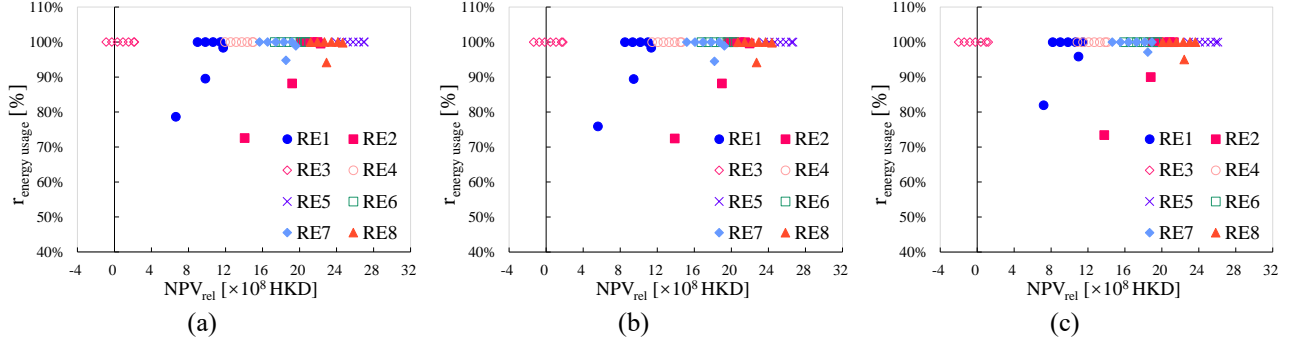 110%
100%
90%
80%
70%
60%
50%
40%
r energy usage [%]
RE1 RE2
RE3 RE4
RE5 RE6
RE7 RE8
-4 0 4 8 12 16 20 24 28 32
NPVrel [×10⁸ HKD]
(a)
110%
100%
90%
80%
70%
60%
50%
40%
r energy usage [%]
RE1 RE2
RE3 RE4
RE5 RE6
RE7 RE8
-4 0 4 8 12 16 20 24 28 32
NPVrel [×10⁸ HKD]
(b)
110%
100%
90%
80%
70%
60%
50%
40%
r energy usage [%]
RE1 RE2
RE3 RE4
RE5 RE6
RE7 RE8
-4 0 4 8 12 16 20 24 28 32
NPVrel [×10⁸ HKD]
(c)